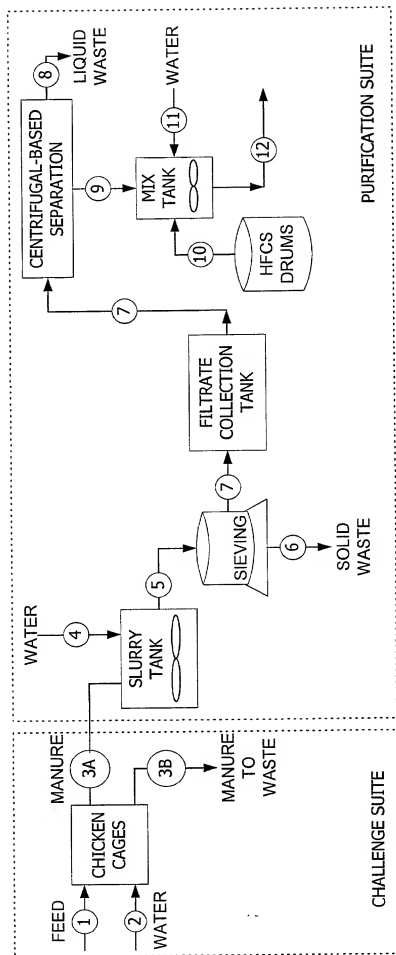 FEED
1
2
WATER
CHICKEN
CAGES
MANURE
3A
3B
MANURE
TO
WASTE
CHALLENGE SUITE
WATER
4
SLURRY
TANK
5
SIEVING
6
SOLID
WASTE
7
FILTRATE
COLLECTION
TANK
7
CENTRIFUGAL-BASED
SEPARATION
8
LIQUID
WASTE
9
MIX
TANK
WATER
11
10
HFCS
DRUMS
12
PURIFICATION SUITE